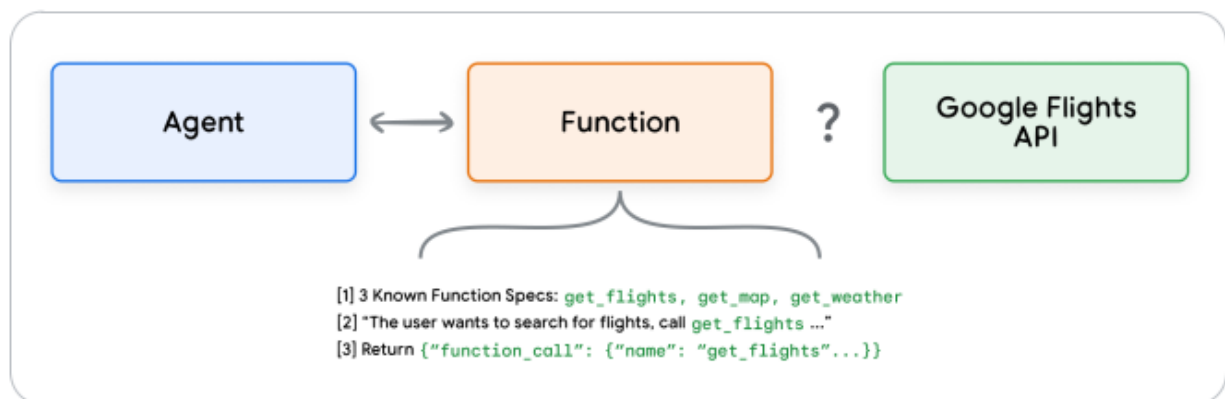 Agent
Function
?
Google Flights
API
[1] 3 Known Function Specs: get_flights, get_map, get_weather
[2] “The user wants to search for flights, call get_flights …”
[3] Return {“function_call”: {“name”: “get_flights”...}}